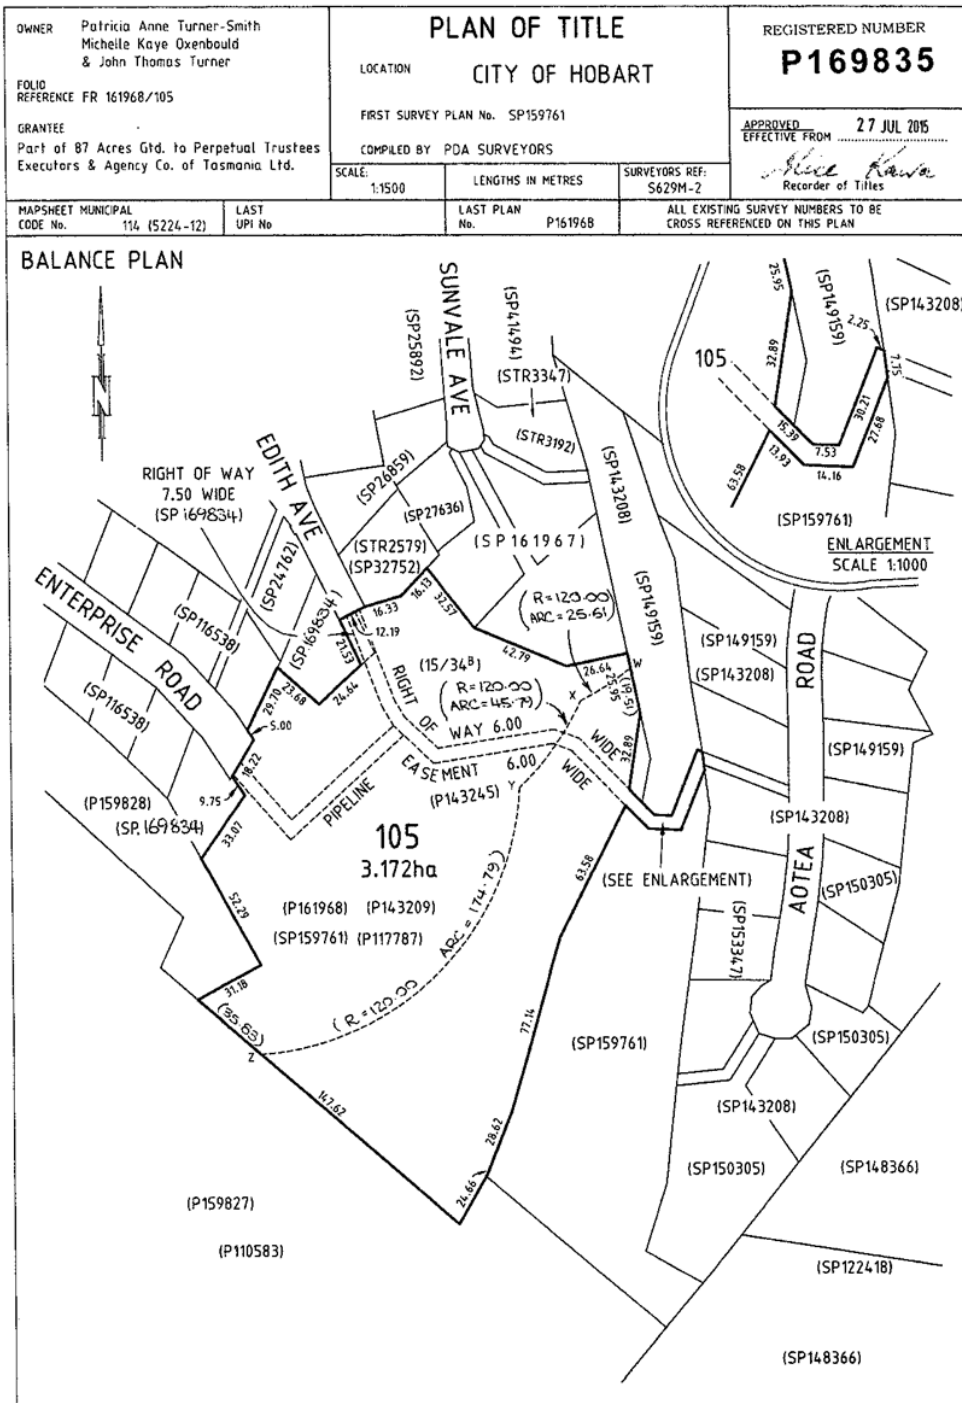 OWNER Patricia Anne Turner-Smith
Michelle Kaye Oxenbould
& John Thomas Turner
FOLIO
REFERENCE FR 161968/105
GRANTEE
Part of 87 Acres Gtd. to Perpetual Trustees
Executors & Agency Co. of Tasmania Ltd.
PLAN OF TITLE
LOCATION CITY OF HOBART
FIRST SURVEY PLAN No. SP159761
COMPILED BY PDA SURVEYORS
SCALE: 1:1500
LENGTHS IN METRES
SURVEYORS REF: S629M-2
REGISTERED NUMBER
P169835
APPROVED
EFFECTIVE FROM 27 JUL 2015
Alice Kawa
Recorder of Titles
MAPSHEET MUNICIPAL
CODE No. 114 (5224-12)
LAST
UPI No
LAST PLAN
No. P161968
ALL EXISTING SURVEY NUMBERS TO BE
CROSS REFERENCED ON THIS PLAN
BALANCE PLAN
N
SUNVALE AVE
(SP25892)
(SP41494)
(STR3347)
(STR3192)
(SP143208)
25.95
(SP149159)
2.25
(SP143208)
105
32.89
7.75
30.21
27.68
15.39
7.53
13.93
14.16
63.58
(SP159761)
ENLARGEMENT
SCALE 1:1000
EDITH AVE
RIGHT OF WAY
7.50 WIDE
(SP169834)
(SP26859)
(SP27636)
(STR2579)
(SP32752)
(SP161967)
(SP24762)
ENTERPRISE ROAD
(SP116538)
(SP116538)
(SP169834)
16.33
16.13
32.57
12.19
21.53
(R=120.00
ARC=25.61)
(SP149159)
(SP149159)
(SP143208)
AOTEA ROAD
42.79
26.64
W
X
25.95
(19.51)
(15/34ᴮ)
(R=120.00
ARC=45.79)
23.68
24.64
29.70
5.00
18.22
9.75
33.07
RIGHT OF WAY 6.00 WIDE
PIPELINE EASEMENT 6.00 WIDE
32.89
(P143245)
Y
(SP149159)
(SP143208)
(P159828)
(SP169834)
105
3.172ha
(P161968) (P143209)
(SP159761) (P117787)
63.58
(SEE ENLARGEMENT)
(SP150305)
(SP153347)
52.29
31.18
(35.63)
Z
(R=120.00 ARC=174.79)
77.14
(SP159761)
(SP150305)
147.62
28.62
24.66
(SP143208)
(SP150305)
(SP148366)
(P159827)
(P110583)
(SP122418)
(SP148366)